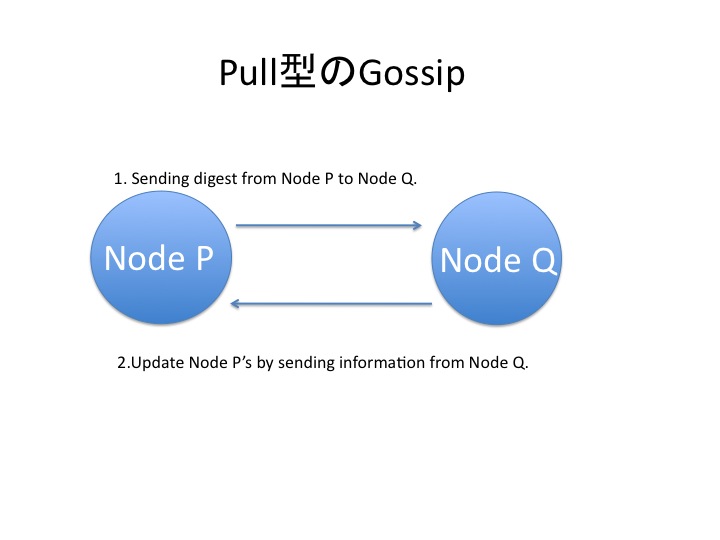 Pull型のGossip
1. Sending digest from Node P to Node Q.
Node P
Node Q
2.Update Node P’s by sending information from Node Q.